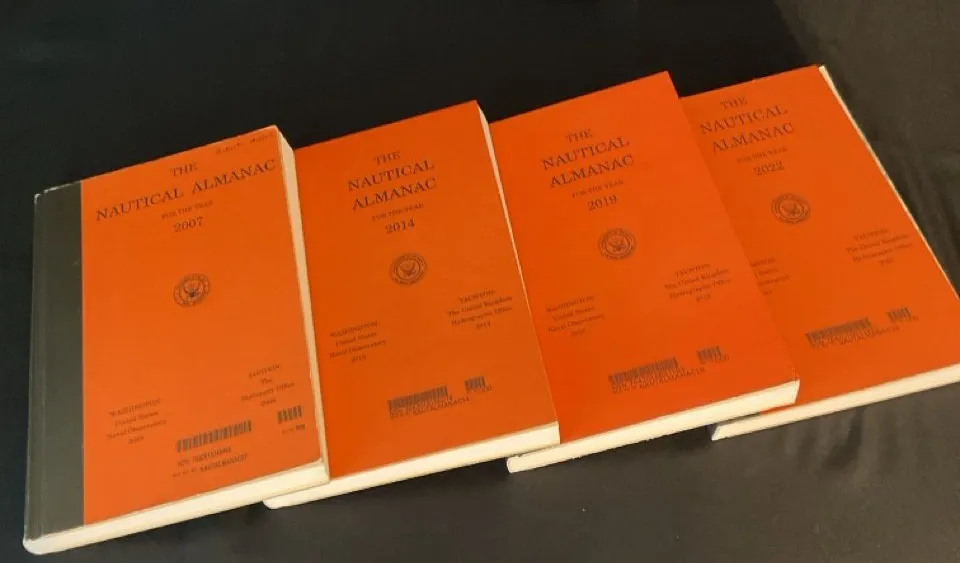 THE
NAUTICAL ALMANAC
FOR THE YEAR
2007
WASHINGTON:
United States
Naval Observatory
LONDON:
The
Hydrographic Office
THE
NAUTICAL
ALMANAC
FOR THE YEAR
2014
WASHINGTON:
United States
Naval Observatory
TAUNTON:
The United Kingdom
Hydrographic Office
THE
NAUTICAL
ALMANAC
FOR THE YEAR
2019
WASHINGTON:
United States
Naval Observatory
TAUNTON:
The United Kingdom
Hydrographic Office
THE
NAUTICAL
ALMANAC
FOR THE YEAR
2022
TAUNTON:
The United Kingdom
Hydrographic Office